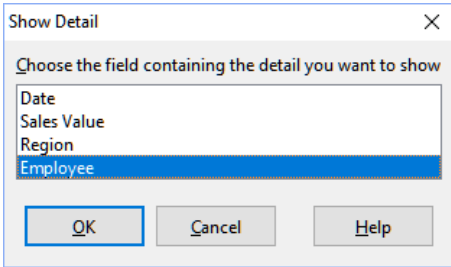 Show Detail
Choose the field containing the detail you want to show
Date
Sales Value
Region
Employee
OK Cancel Help